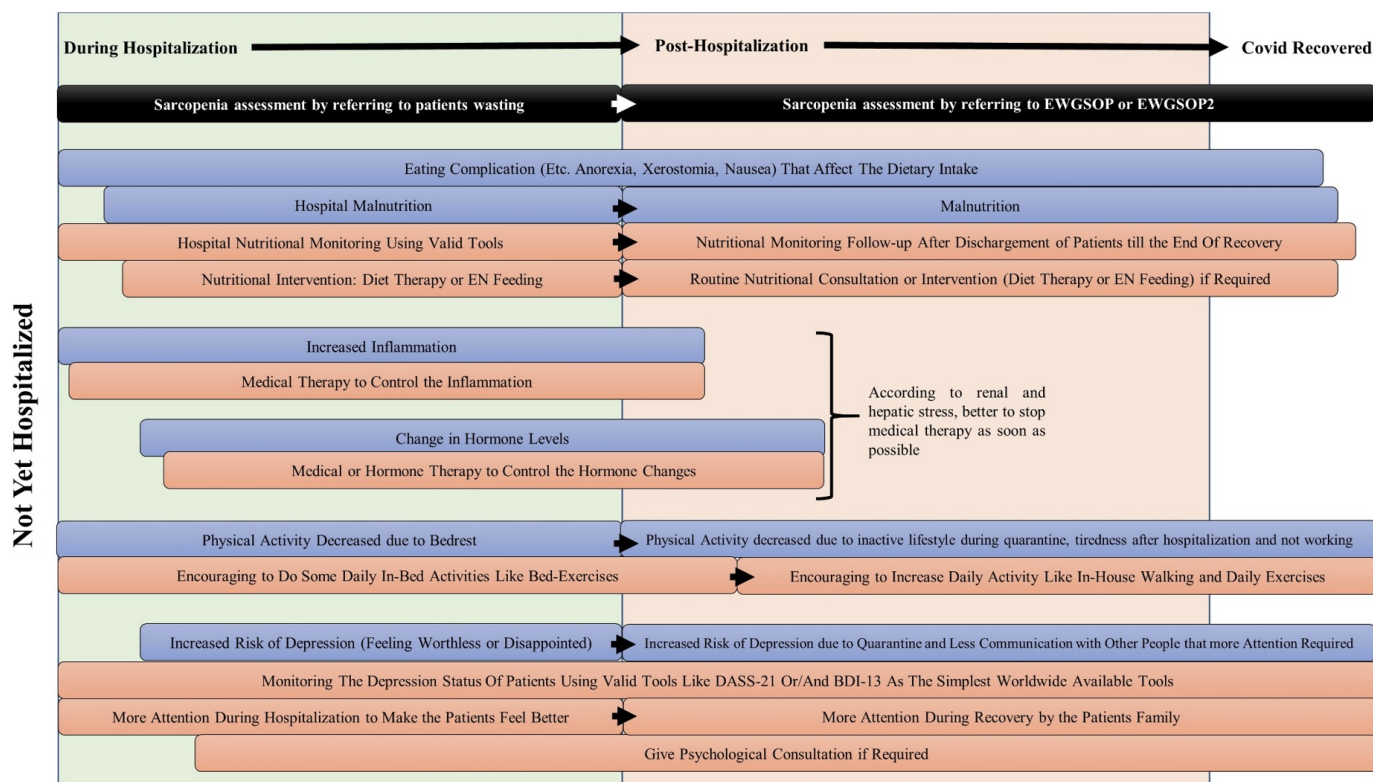 During Hospitalization
Post-Hospitalization
Covid Recovered
Sarcopenia assessment by referring to patients wasting
Sarcopenia assessment by referring to EWGSOP or EWGSOP2
Eating Complication (Etc. Anorexia, Xerostomia, Nausea) That Affect The Dietary Intake
Hospital Malnutrition
Malnutrition
Hospital Nutritional Monitoring Using Valid Tools
Nutritional Monitoring Follow-up After Dischargement of Patients till the End Of Recovery
Nutritional Intervention: Diet Therapy or EN Feeding
Routine Nutritional Consultation or Intervention (Diet Therapy or EN Feeding) if Required
Not Yet Hospitalized
Increased Inflammation
Medical Therapy to Control the Inflammation
Change in Hormone Levels
Medical or Hormone Therapy to Control the Hormone Changes
According to renal and
hepatic stress, better to stop
medical therapy as soon as
possible
Physical Activity Decreased due to Bedrest
Physical Activity decreased due to inactive lifestyle during quarantine, tiredness after hospitalization and not working
Encouraging to Do Some Daily In-Bed Activities Like Bed-Exercises
Encouraging to Increase Daily Activity Like In-House Walking and Daily Exercises
Increased Risk of Depression (Feeling Worthless or Disappointed)
Increased Risk of Depression due to Quarantine and Less Communication with Other People that more Attention Required
Monitoring The Depression Status Of Patients Using Valid Tools Like DASS-21 Or/And BDI-13 As The Simplest Worldwide Available Tools
More Attention During Hospitalization to Make the Patients Feel Better
More Attention During Recovery by the Patients Family
Give Psychological Consultation if Required